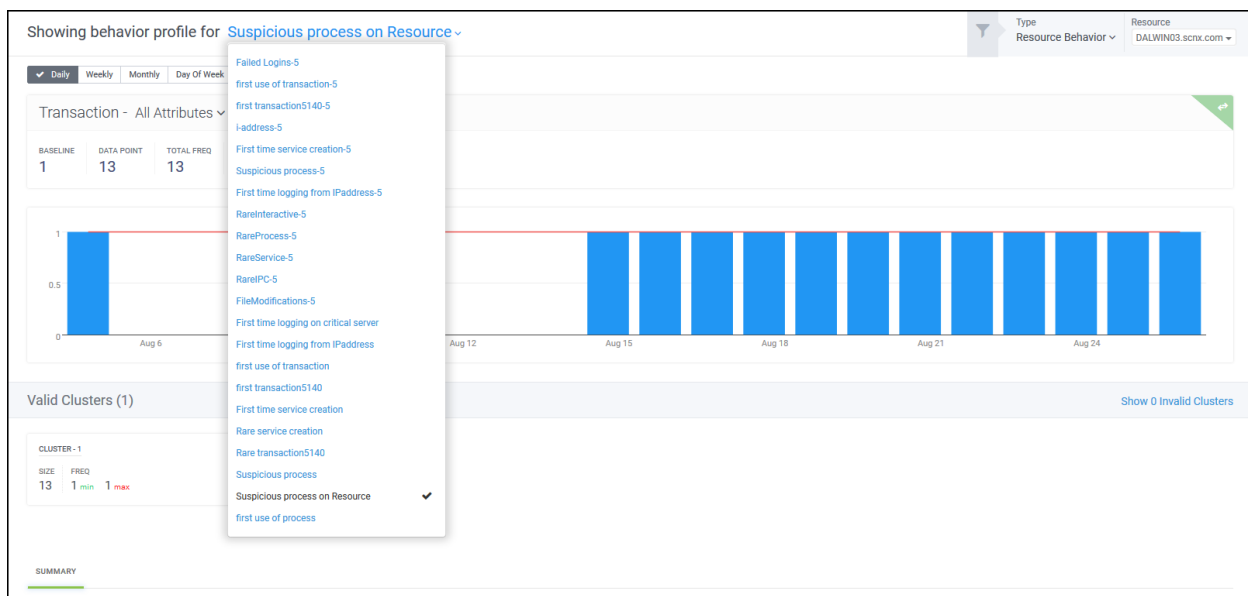 Showing behavior profile for Suspicious process on Resource
Type
Resource Behavior
Resource
DALWIN03.scnx.com
Daily Weekly Monthly Day Of Week
Transaction - All Attributes
BASELINE DATA POINT TOTAL FREQ
1 13 13
Failed Logins-5
first use of transaction-5
first transaction5140-5
i-address-5
First time service creation-5
Suspicious process-5
First time logging from IPaddress-5
RareInteractive-5
RareProcess-5
RareService-5
RareIPC-5
FileModifications-5
First time logging on critical server
First time logging from IPaddress
first use of transaction
first transaction5140
First time service creation
Rare service creation
Rare transaction5140
Suspicious process
Suspicious process on Resource
first use of process
1
0.5
0
Aug 6 Aug 12 Aug 15 Aug 18 Aug 21 Aug 24
Valid Clusters (1) Show 0 Invalid Clusters
CLUSTER - 1
SIZE FREQ
13 1 min 1 max
SUMMARY